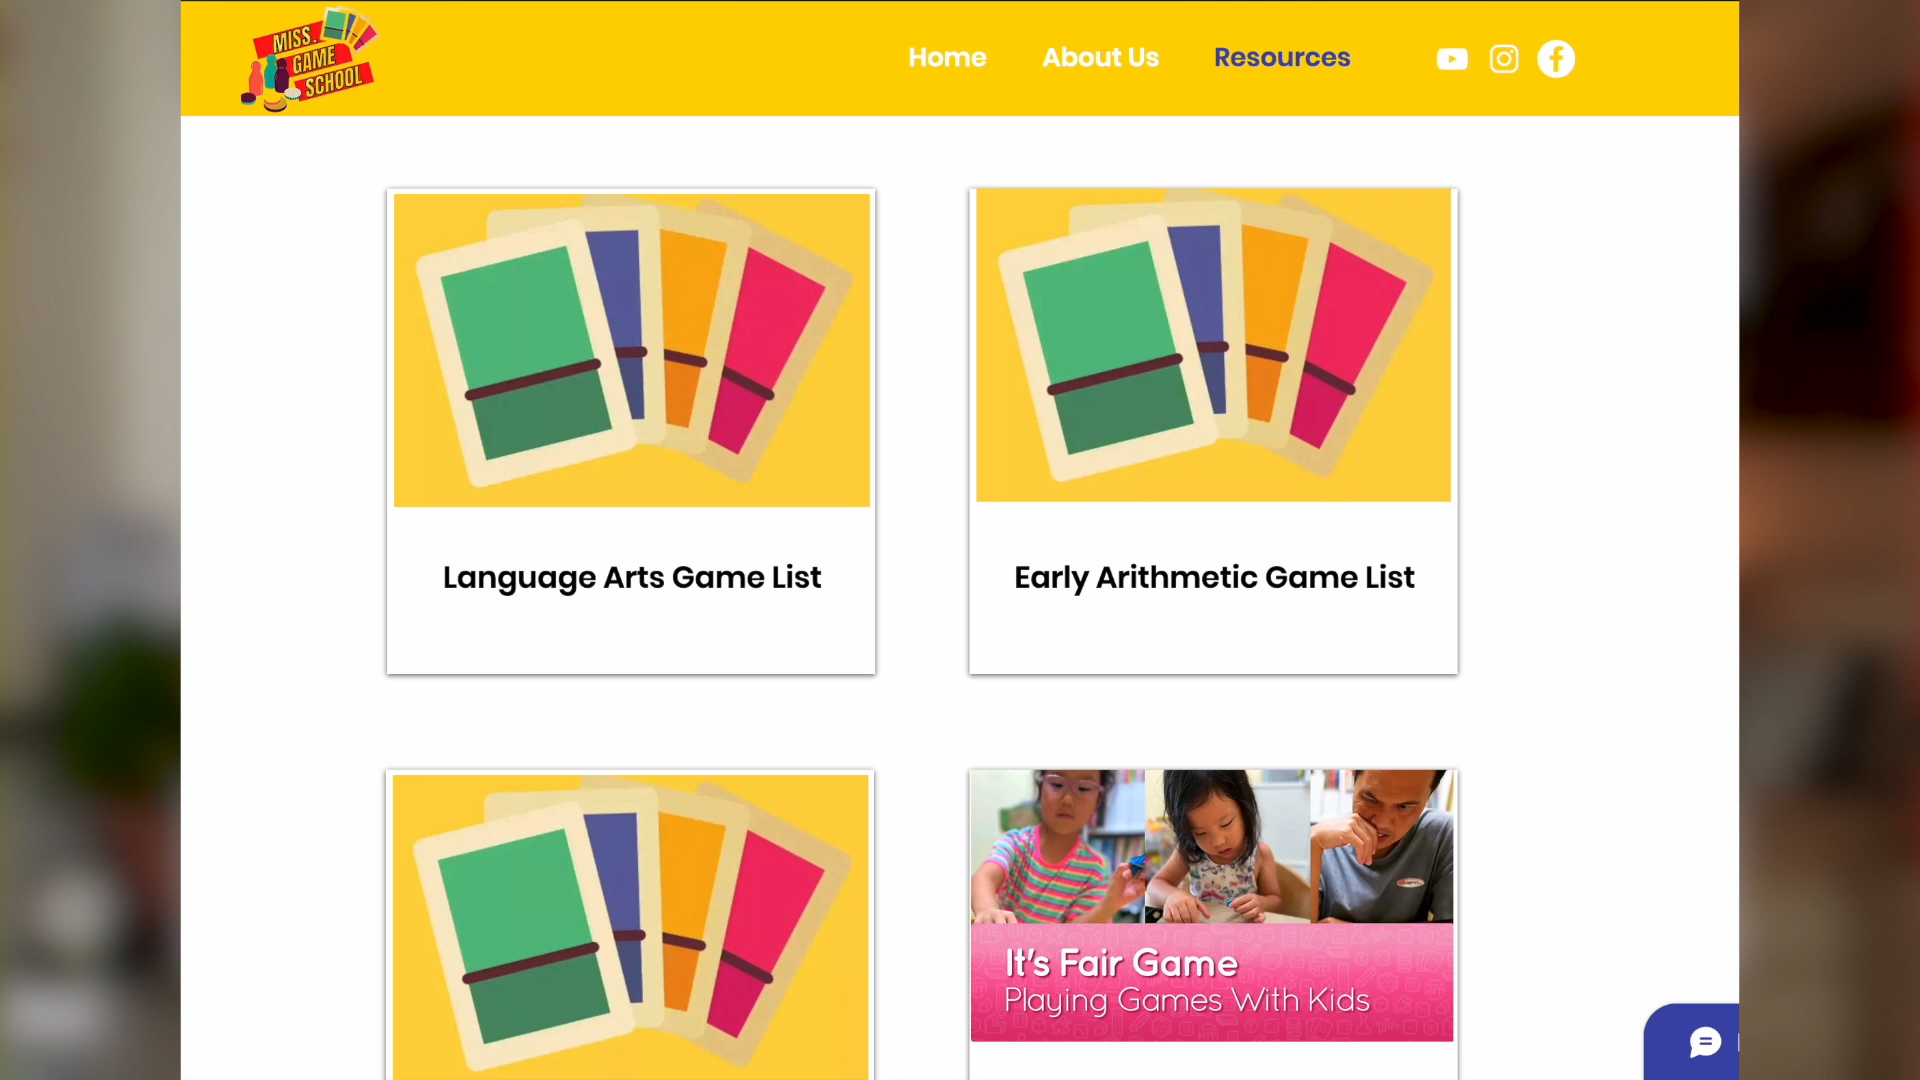 MISS.
GAME
SCHOOL
Home
About Us
Resources
Language Arts Game List
Early Arithmetic Game List
It's Fair Game
Playing Games With Kids